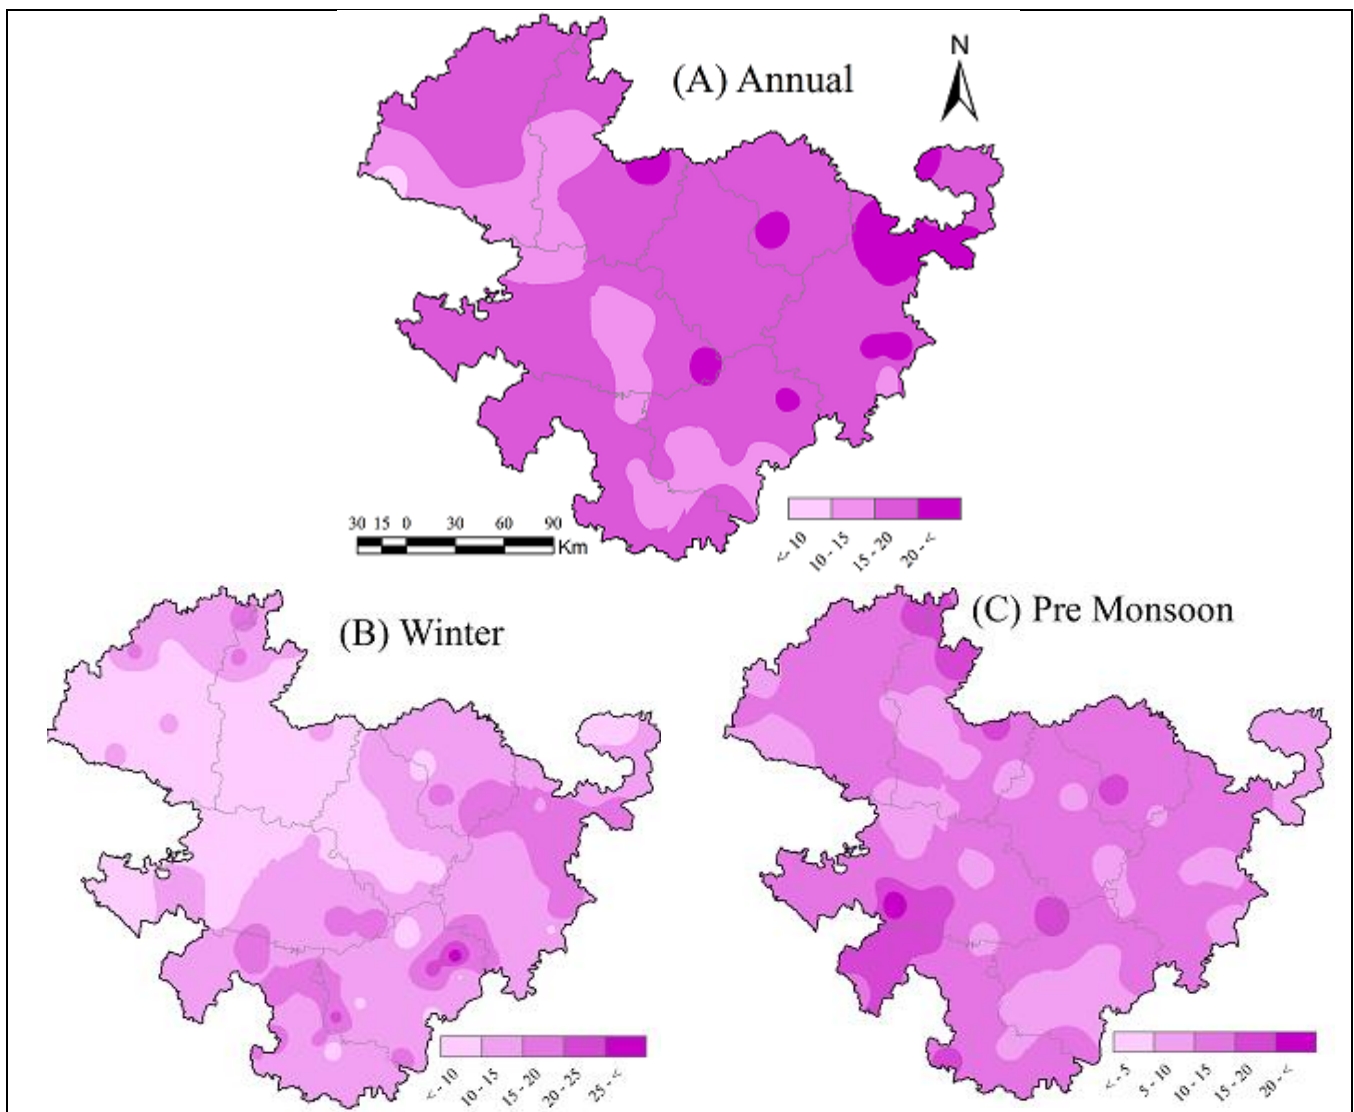 N
(A) Annual
30 15 0 30 60 90
Km
<- 10
10 - 15
15 - 20
20 - <
(B) Winter
(C) Pre Monsoon
< - 10
10 - 15
15 - 20
20 - 25
25 - <
< - 5
5 - 10
10 - 15
15 - 20
20 - <